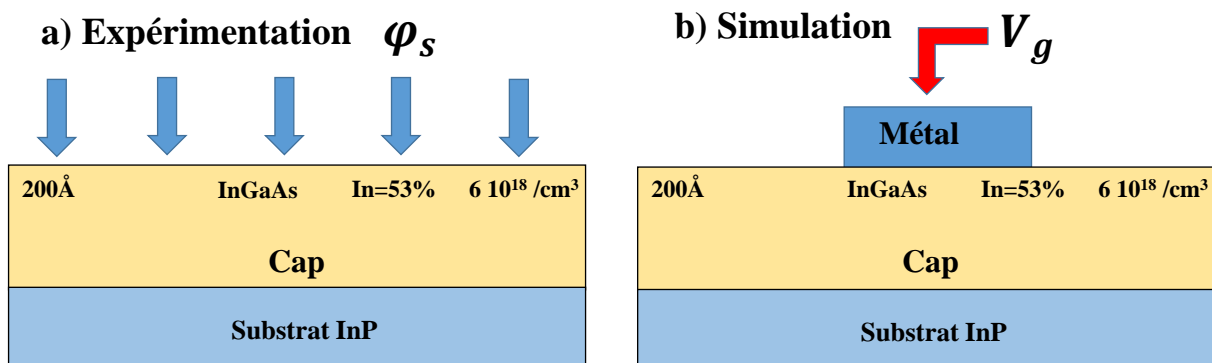 a) Expérimentation φₛ
200Å InGaAs In=53% 6 10¹⁸ /cm³
Cap
Substrat InP
b) Simulation V_g
Métal
200Å InGaAs In=53% 6 10¹⁸ /cm³
Cap
Substrat InP